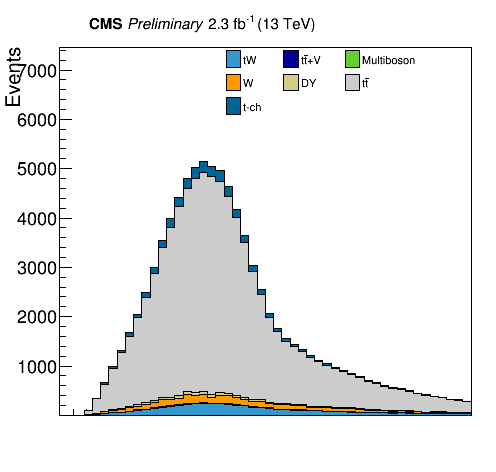 CMS Preliminary 2.3 fb⁻¹ (13 TeV)
Events
tW
tt̄+V
Multiboson
W
DY
tt̄
t-ch
7000
6000
5000
4000
3000
2000
1000